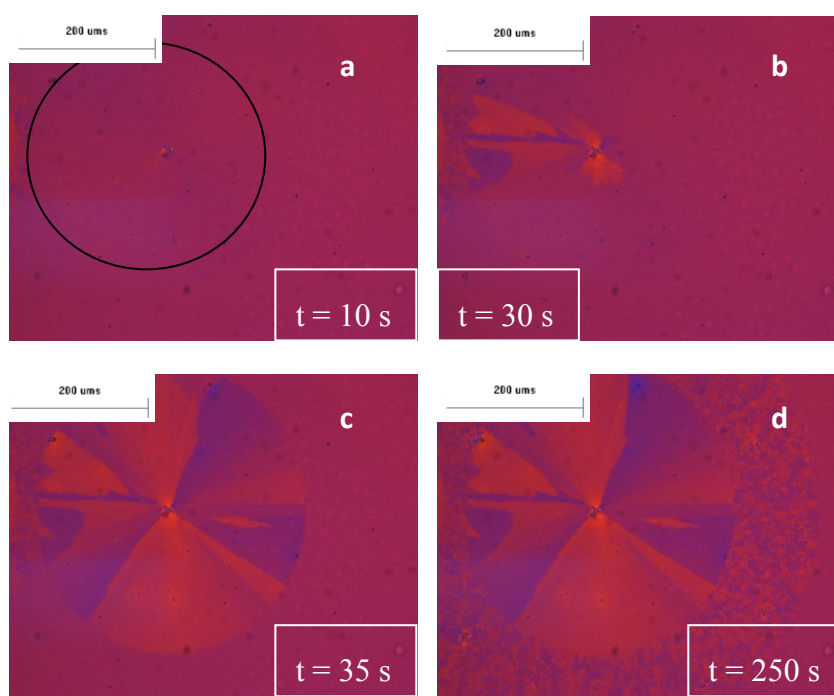 200 ums
a
t = 10 s
200 ums
b
t = 30 s
200 ums
c
t = 35 s
200 ums
d
t = 250 s